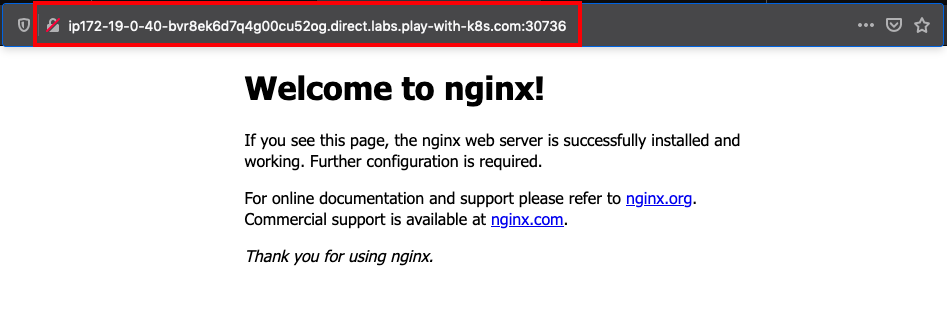 ip172-19-0-40-bvr8ek6d7q4g00cu52og.direct.labs.play-with-k8s.com:30736
Welcome to nginx!
If you see this page, the nginx web server is successfully installed and
working. Further configuration is required.
For online documentation and support please refer to nginx.org.
Commercial support is available at nginx.com.
Thank you for using nginx.